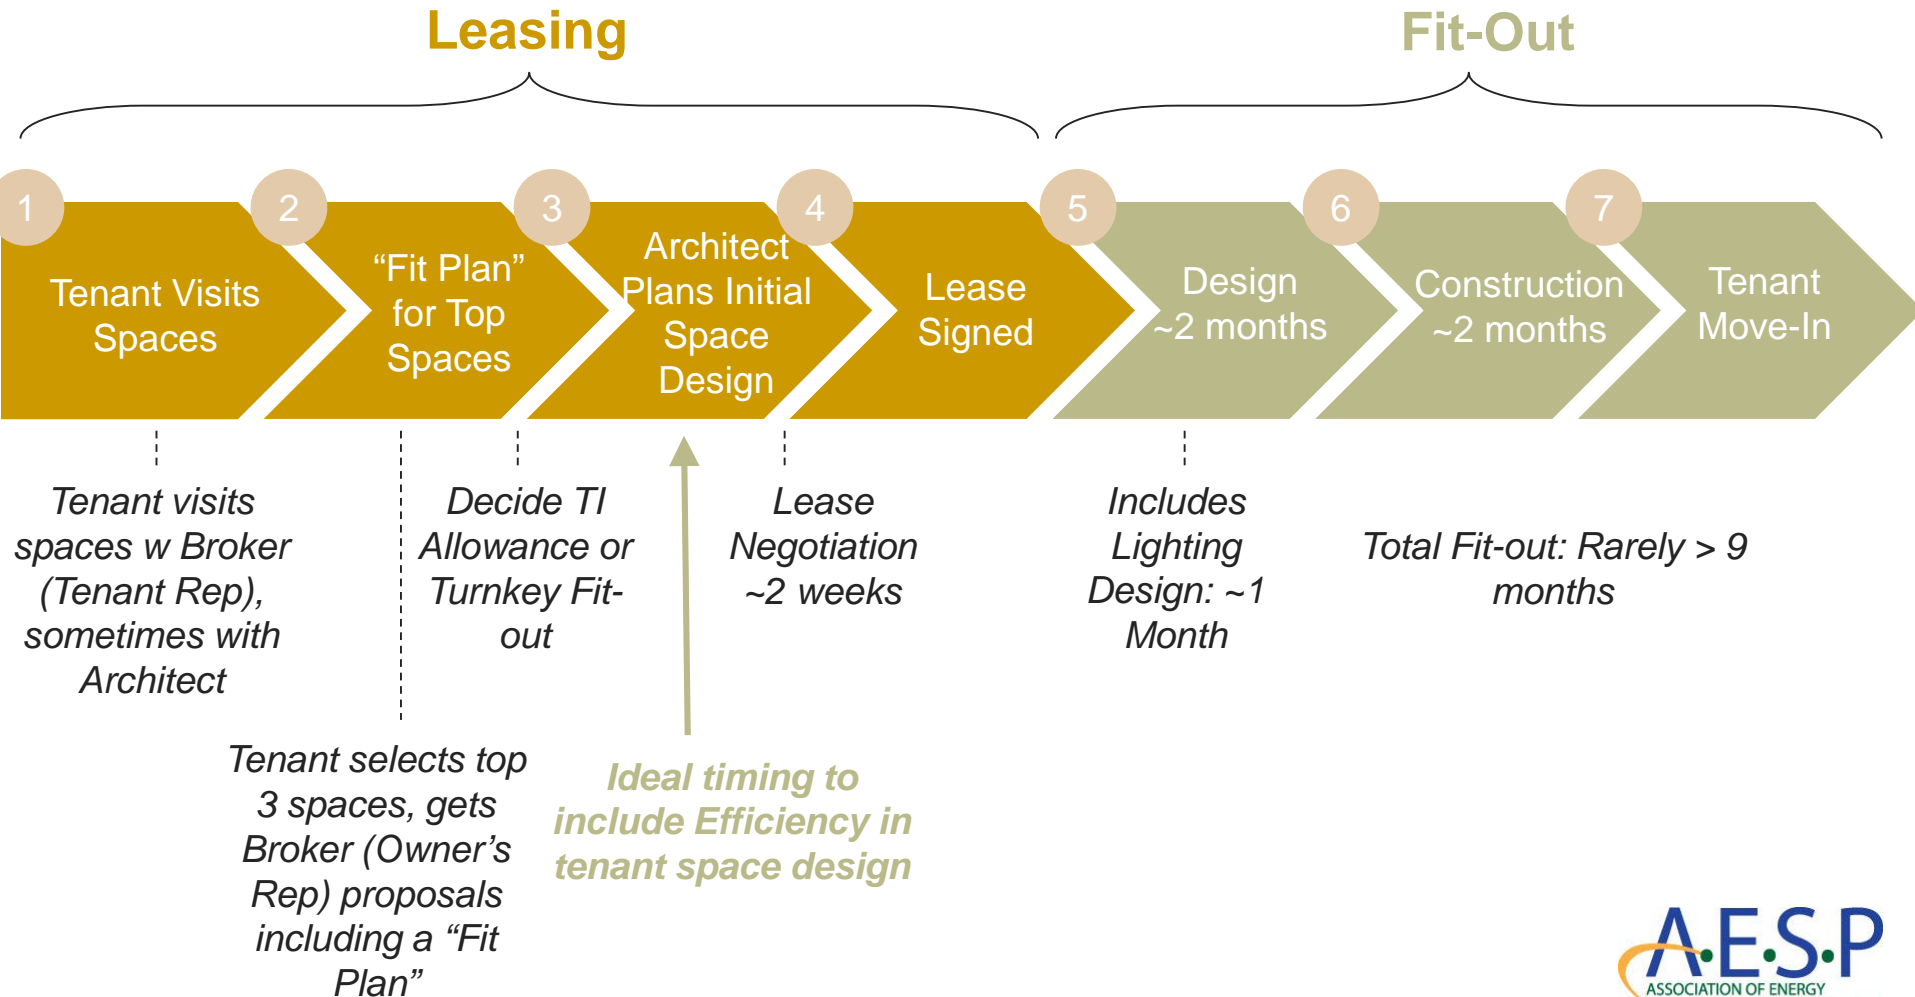 Leasing
Fit-Out
1
2
3
4
5
6
7
Tenant Visits
Spaces
“Fit Plan”
for Top
Spaces
Architect
Plans Initial
Space
Design
Lease
Signed
Design
~2 months
Construction
~2 months
Tenant
Move-In
Tenant visits
spaces w Broker
(Tenant Rep),
sometimes with
Architect
Tenant selects top
3 spaces, gets
Broker (Owner’s
Rep) proposals
including a “Fit
Plan”
Decide TI
Allowance or
Turnkey Fit-
out
Ideal timing to
include Efficiency in
tenant space design
Lease
Negotiation
~2 weeks
Includes
Lighting
Design: ~1
Month
Total Fit-out: Rarely > 9
months
A•E•S•P
ASSOCIATION OF ENERGY